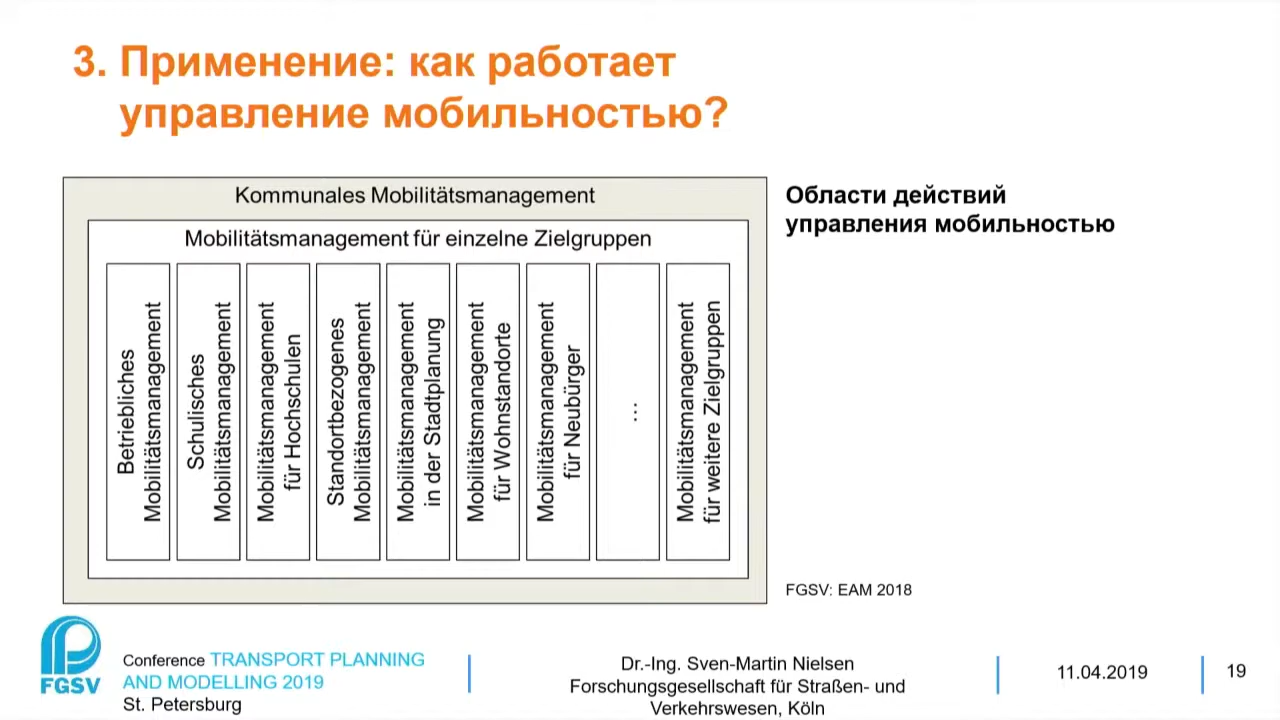 3. Применение: как работает
управление мобильностью?
Kommunales Mobilitätsmanagement
Mobilitätsmanagement für einzelne Zielgruppen
Betriebliches
Mobilitätsmanagement
Schulisches
Mobilitätsmanagement
Mobilitätsmanagement
für Hochschulen
Standortbezogenes
Mobilitätsmanagement
Mobilitätsmanagement
in der Stadtplanung
Mobilitätsmanagement
für Wohnstandorte
Mobilitätsmanagement
für Neubürger
...
Mobilitätsmanagement
für weitere Zielgruppen
Области действий
управления мобильностью
FGSV: EAM 2018
FGSV
Conference TRANSPORT PLANNING
AND MODELLING 2019
St. Petersburg
Dr.-Ing. Sven-Martin Nielsen
Forschungsgesellschaft für Straßen- und
Verkehrswesen, Köln
11.04.2019
19